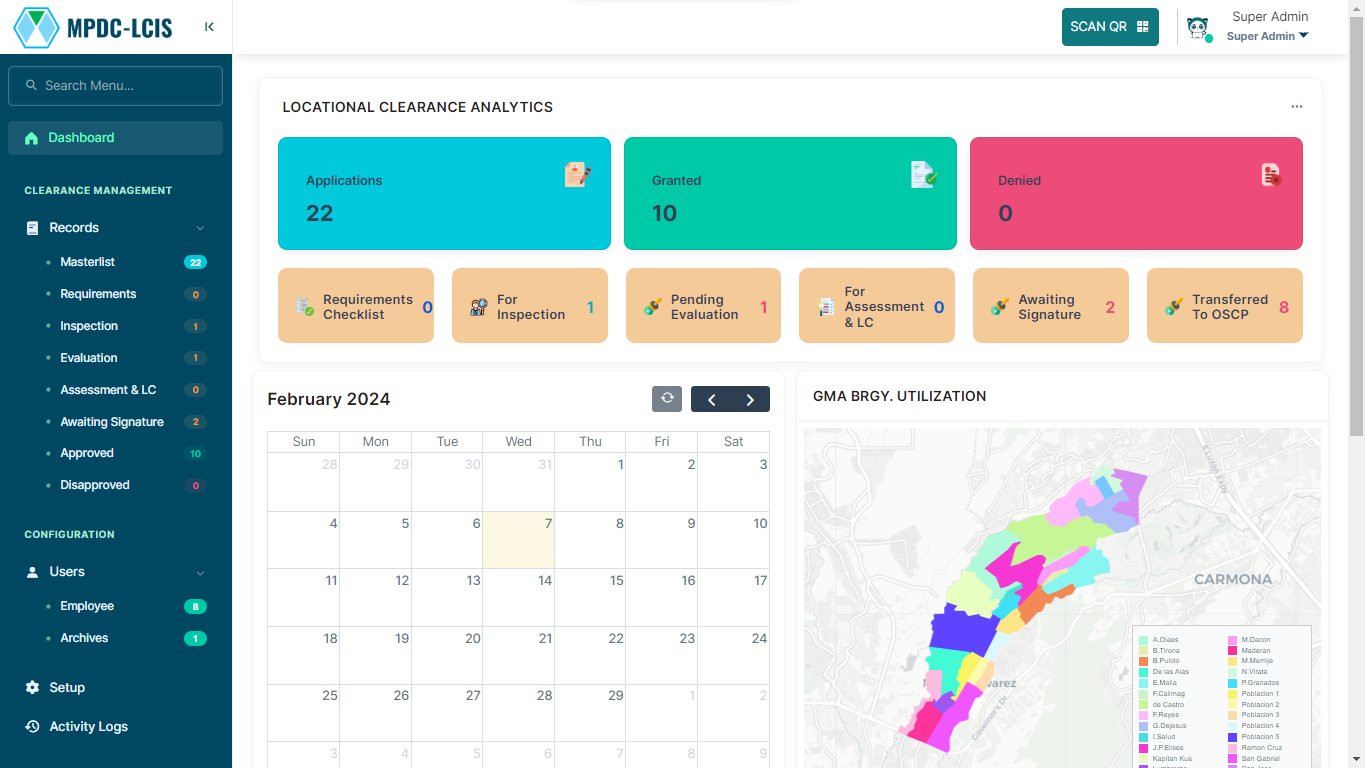 MPDC-LCIS
SCAN QR
Super Admin
Super Admin
Search Menu...
Dashboard
CLEARANCE MANAGEMENT
Records
Masterlist 22
Requirements 0
Inspection 1
Evaluation 1
Assessment & LC 0
Awaiting Signature 2
Approved 10
Disapproved 0
CONFIGURATION
Users
Employee 8
Archives 1
Setup
Activity Logs
LOCATIONAL CLEARANCE ANALYTICS
Applications
22
Granted
10
Denied
0
Requirements
Checklist
0
For
Inspection
1
Pending
Evaluation
1
For
Assessment
& LC
0
Awaiting
Signature
2
Transferred
To OSCP
8
February 2024
Sun Mon Tue Wed Thu Fri Sat
28 29 30 31 1 2 3
4 5 6 7 8 9 10
11 12 13 14 15 16 17
18 19 20 21 22 23 24
25 26 27 28 29 1 2
3 4 5 6 7 8 9
GMA BRGY. UTILIZATION
S Luzon Expy
CARMONA
Governor's Dr
A.Olaes
B.Tirona
B.Pulido
De las Alas
E.Malia
F.Calimag
de Castro
F.Reyes
G.Dejesus
I.Salud
J.P.Elises
Kapitan Kua
M.Dacon
Maderan
M.Memije
N.Virata
P.Granados
Poblacion 1
Poblacion 2
Poblacion 3
Poblacion 4
Poblacion 5
Ramon Cruz
San Gabriel